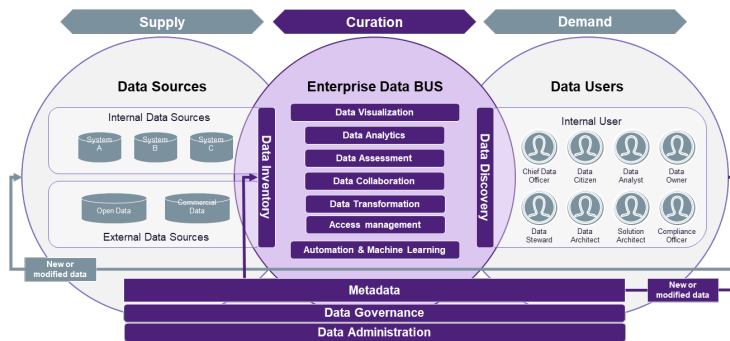 Supply
Curation
Demand
Data Sources
Enterprise Data BUS
Data Users
Internal Data Sources
System
A
System
B
System
C
Open Data
Commercial
Data
External Data Sources
Data Inventory
Data Visualization
Data Analytics
Data Assessment
Data Collaboration
Data Transformation
Access management
Automation & Machine Learning
Data Discovery
Internal User
Chief Data
Officer
Data
Citizen
Data
Analyst
Data
Owner
Data
Steward
Data
Architect
Solution
Architect
Compliance
Officer
New or
modified data
Metadata
New or
modified data
Data Governance
Data Administration